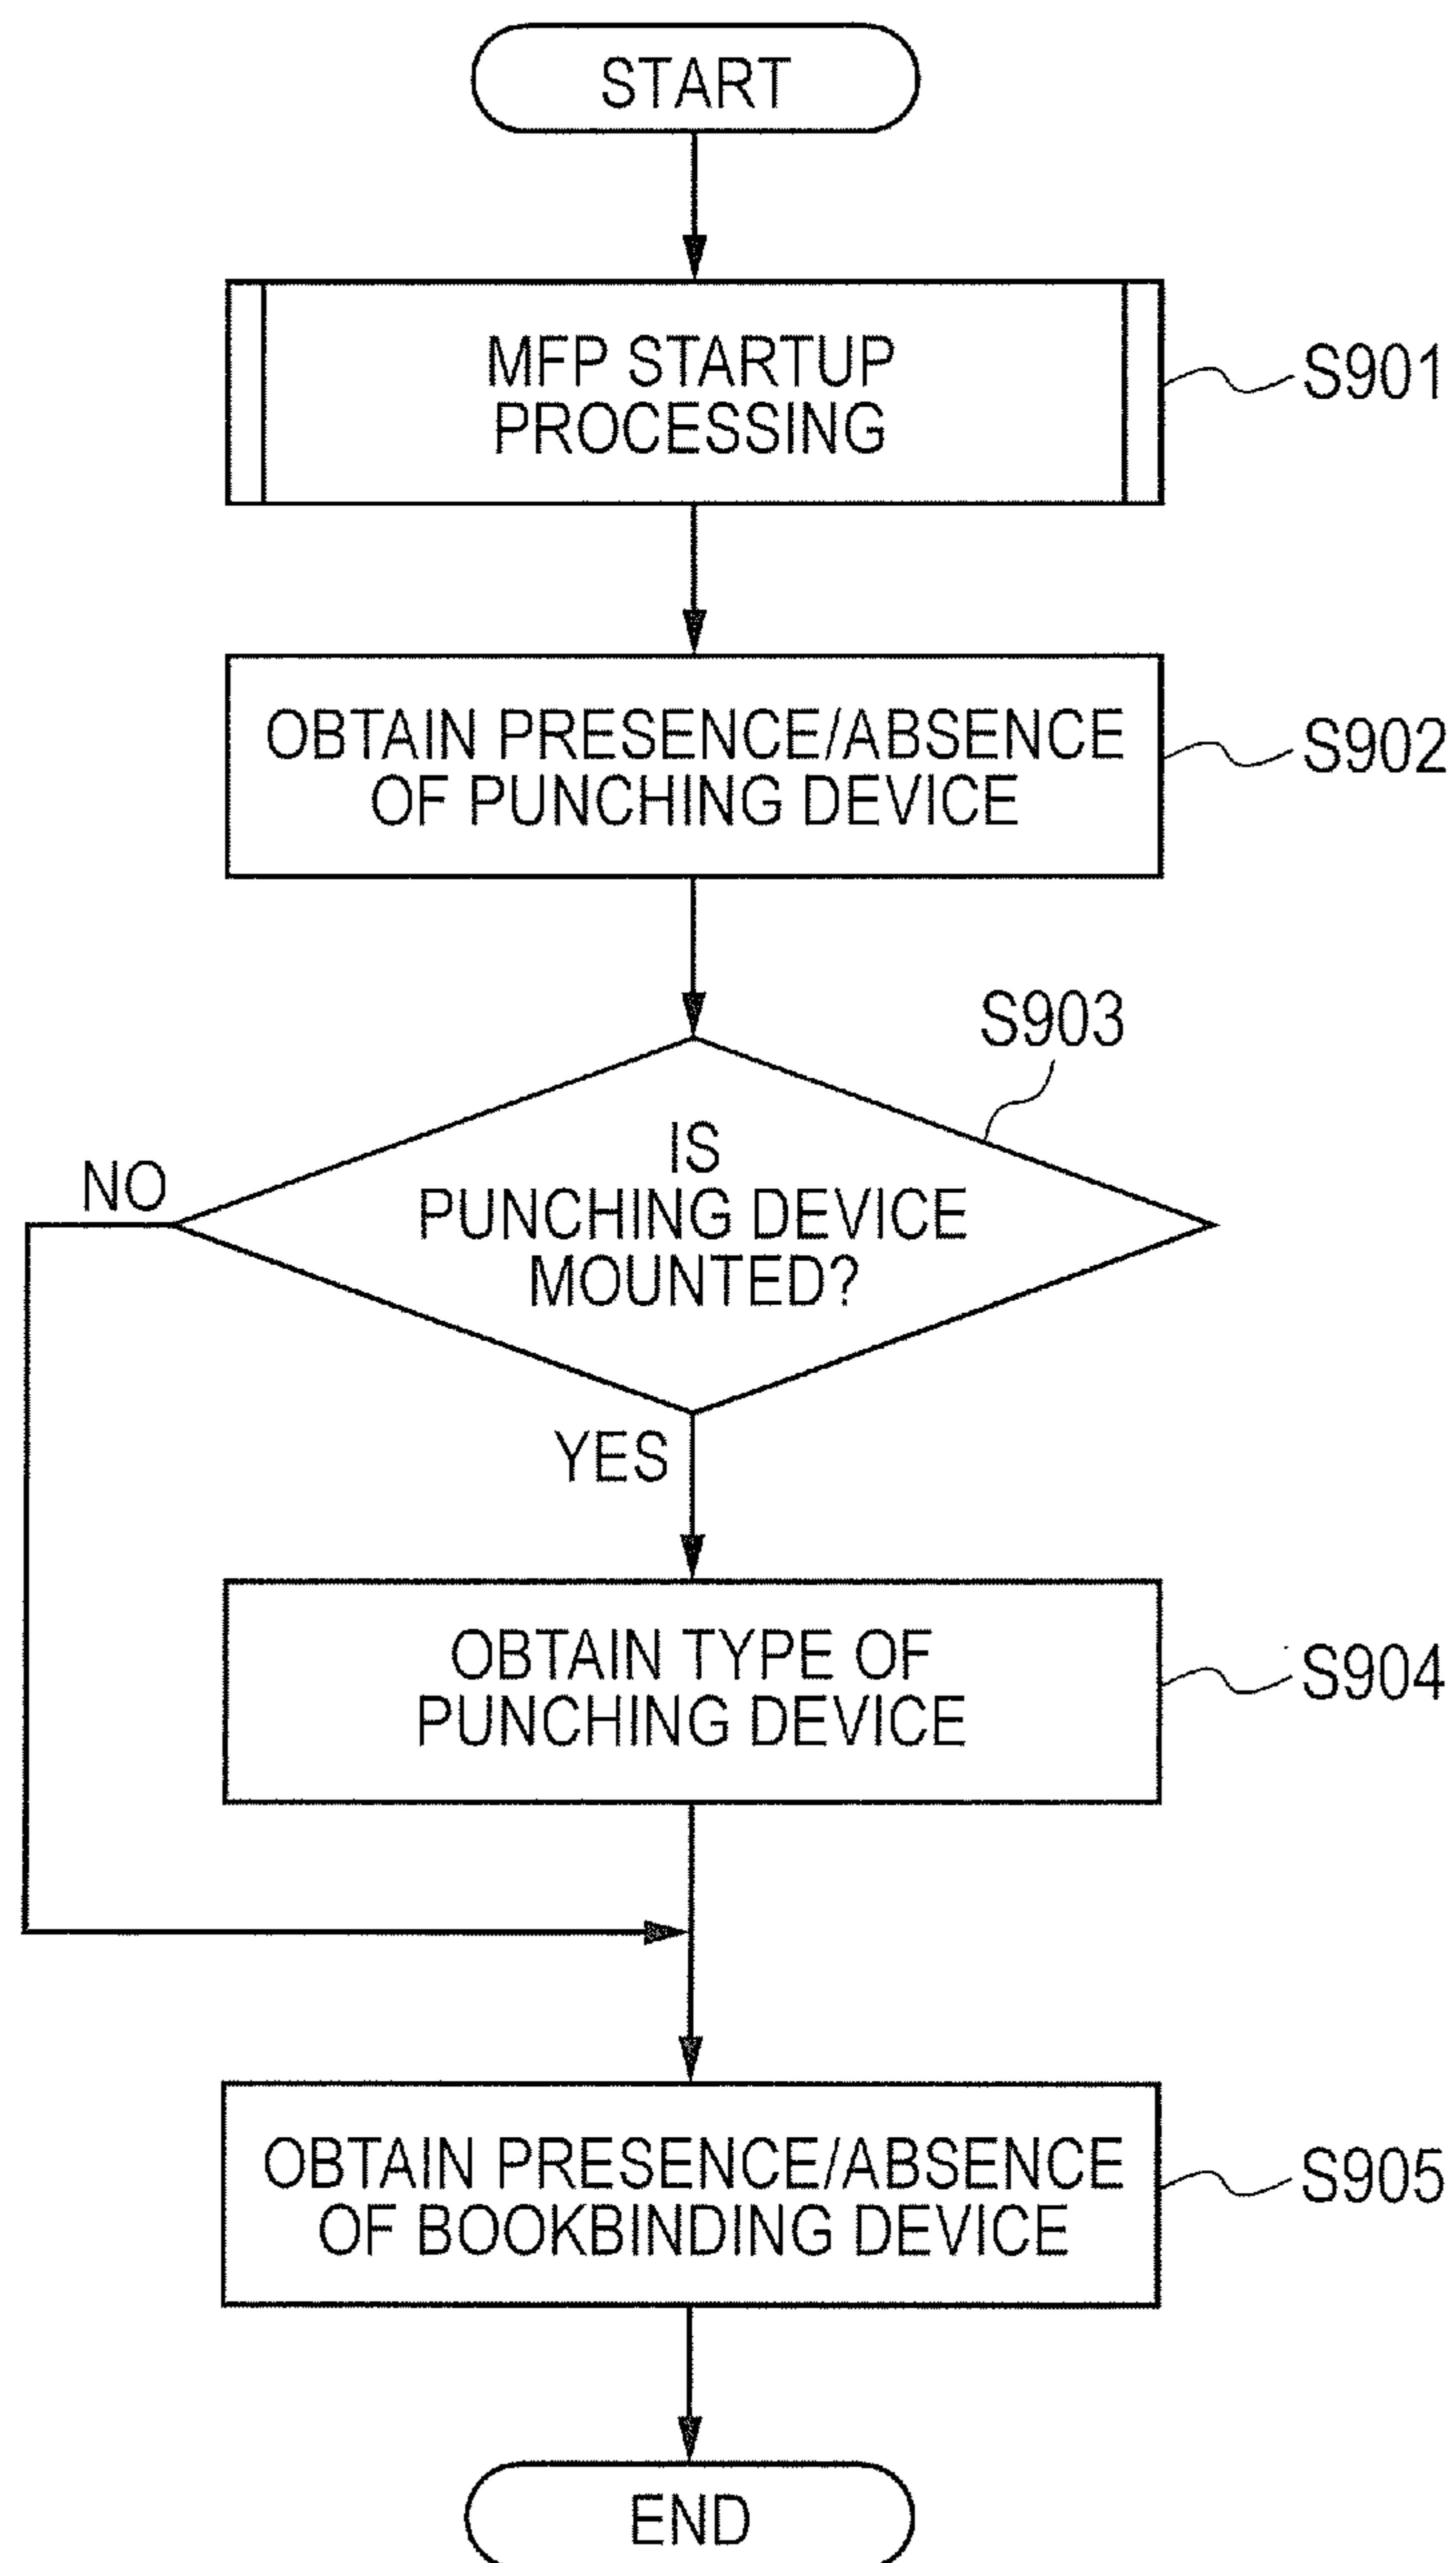 START
MFP STARTUP
PROCESSING
S901
OBTAIN PRESENCE/ABSENCE
OF PUNCHING DEVICE
S902
S903
IS
PUNCHING DEVICE
MOUNTED?
NO
YES
OBTAIN TYPE OF
PUNCHING DEVICE
S904
OBTAIN PRESENCE/ABSENCE
OF BOOKBINDING DEVICE
S905
END